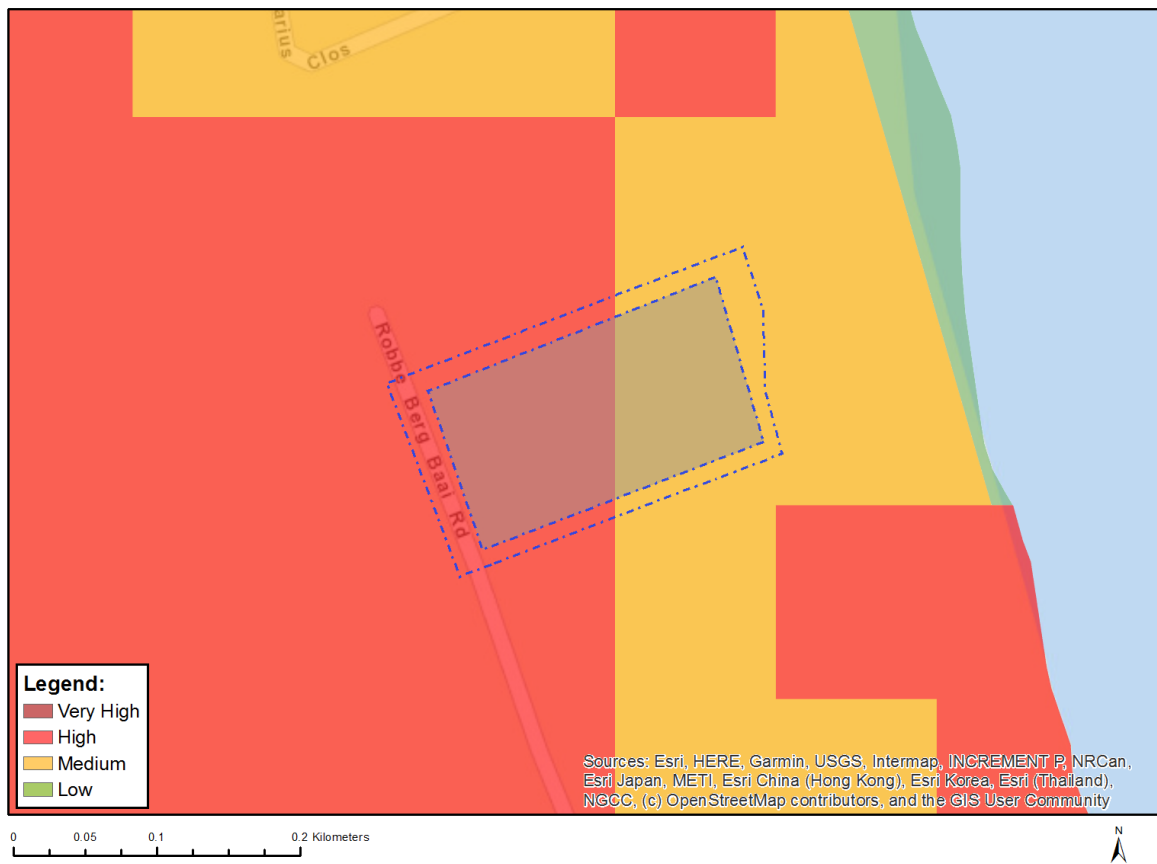 arius
Clos
Robbe Berg Baai Rd
Legend:
Very High
High
Medium
Low
Sources: Esri, HERE, Garmin, USGS, Intermap, INCREMENT P, NRCan,
Esri Japan, METI, Esri China (Hong Kong), Esri Korea, Esri (Thailand),
NGCC, (c) OpenStreetMap contributors, and the GIS User Community
0 0.05 0.1 0.2 Kilometers
N